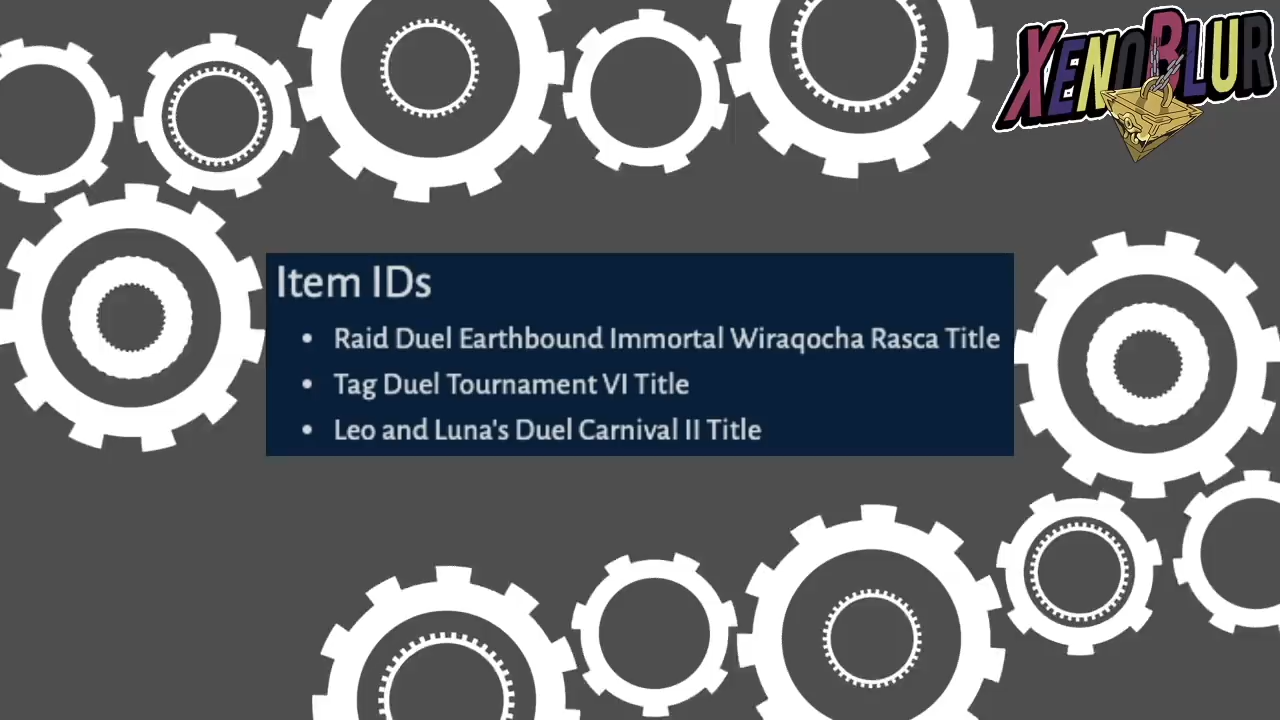 XENOBLUR
Item IDs
• Raid Duel Earthbound Immortal Wiraqocha Rasca Title
• Tag Duel Tournament VI Title
• Leo and Luna's Duel Carnival II Title